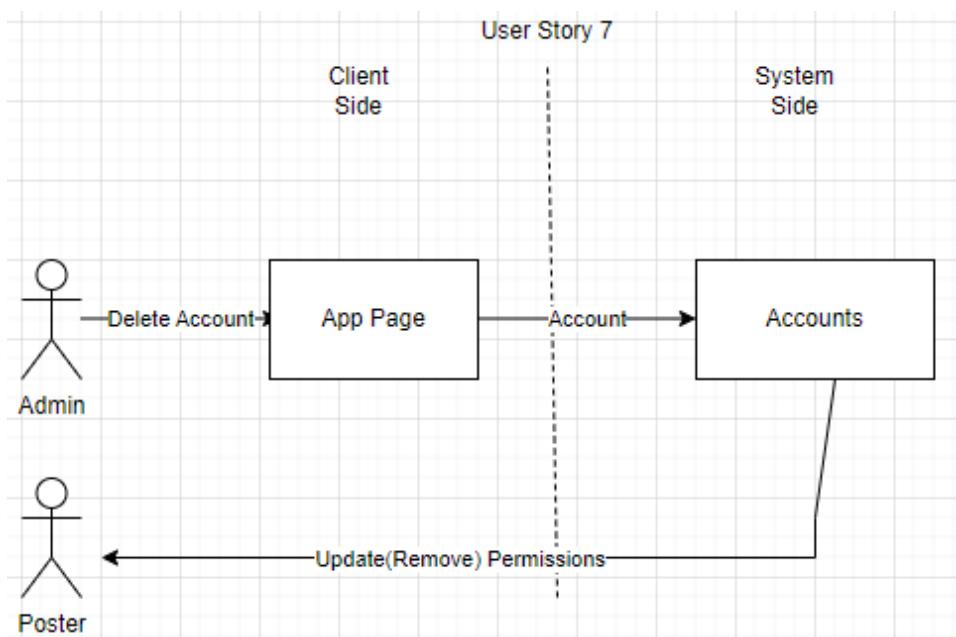 User Story 7
Client
Side
System
Side
Delete Account
App Page
Account
Accounts
Admin
Update(Remove) Permissions
Poster